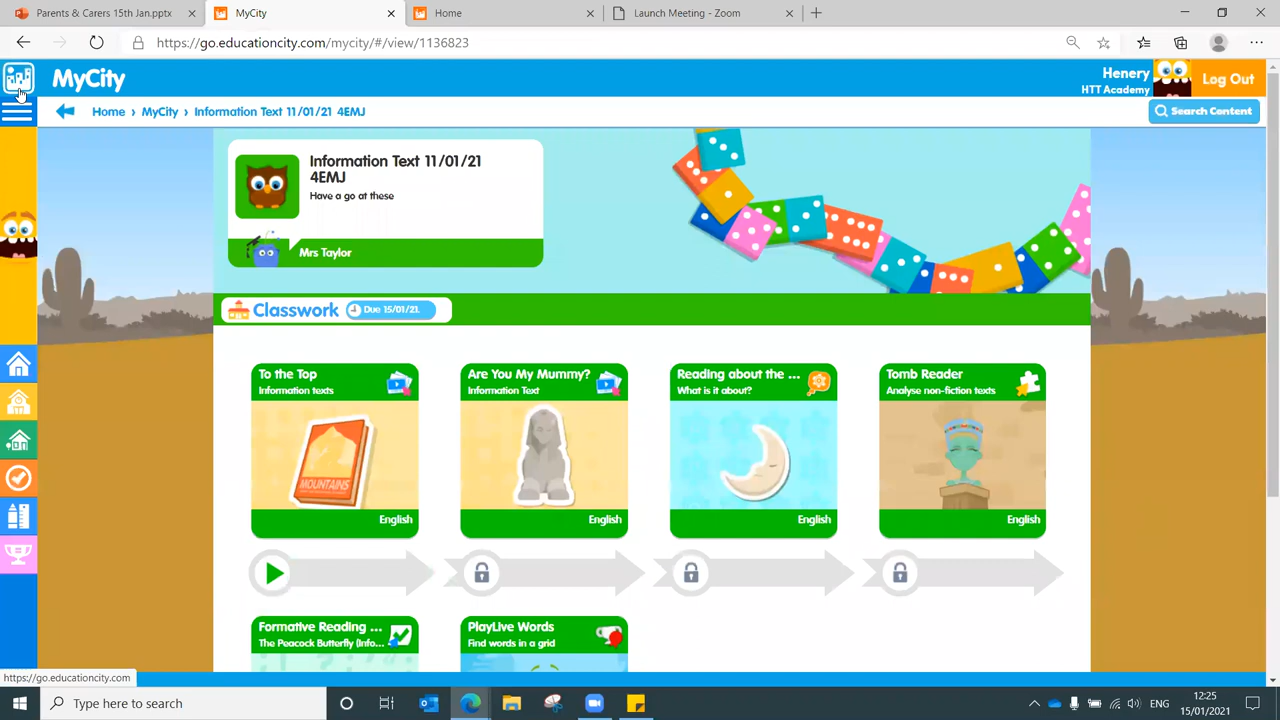 Parents & Carers 15th Jan.pptx
MyCity
Home
Launch Meeting - Zoom
https://go.educationcity.com/mycity/#/view/1136823
MyCity
Henery
HTT Academy
Log Out
Home › MyCity › Information Text 11/01/21 4EMJ
Search Content
Information Text 11/01/21
4EMJ
Have a go at these
Mrs Taylor
Classwork
Due 15/01/21.
To the Top
Information texts
English
Are You My Mummy?
Information Text
English
Reading about the ...
What is it about?
English
Tomb Reader
Analyse non-fiction texts
English
MOUNTAINS
Formative Reading ...
The Peacock Butterfly (Info...
PlayLive Words
Find words in a grid
https://go.educationcity.com
Type here to search
ENG
12:25
15/01/2021